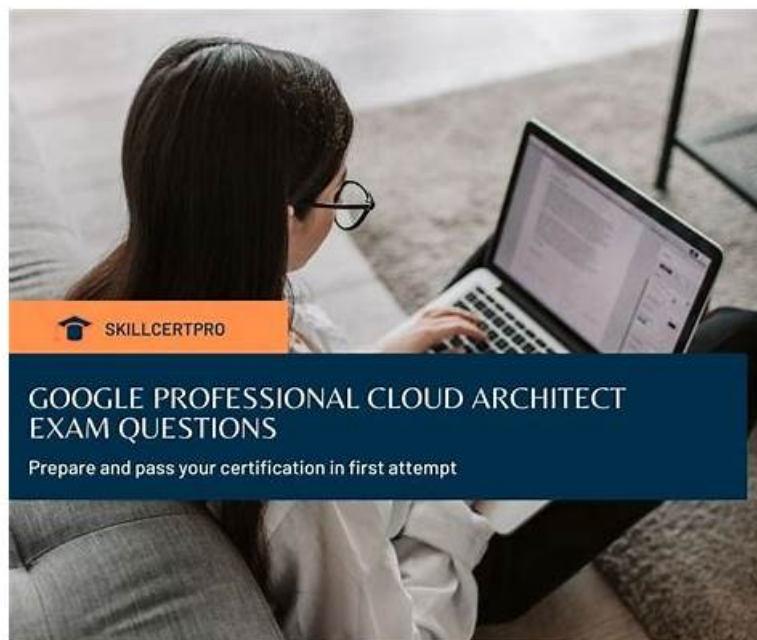 SKILLCERTPRO
GOOGLE PROFESSIONAL CLOUD ARCHITECT
EXAM QUESTIONS
Prepare and pass your certification in first attempt